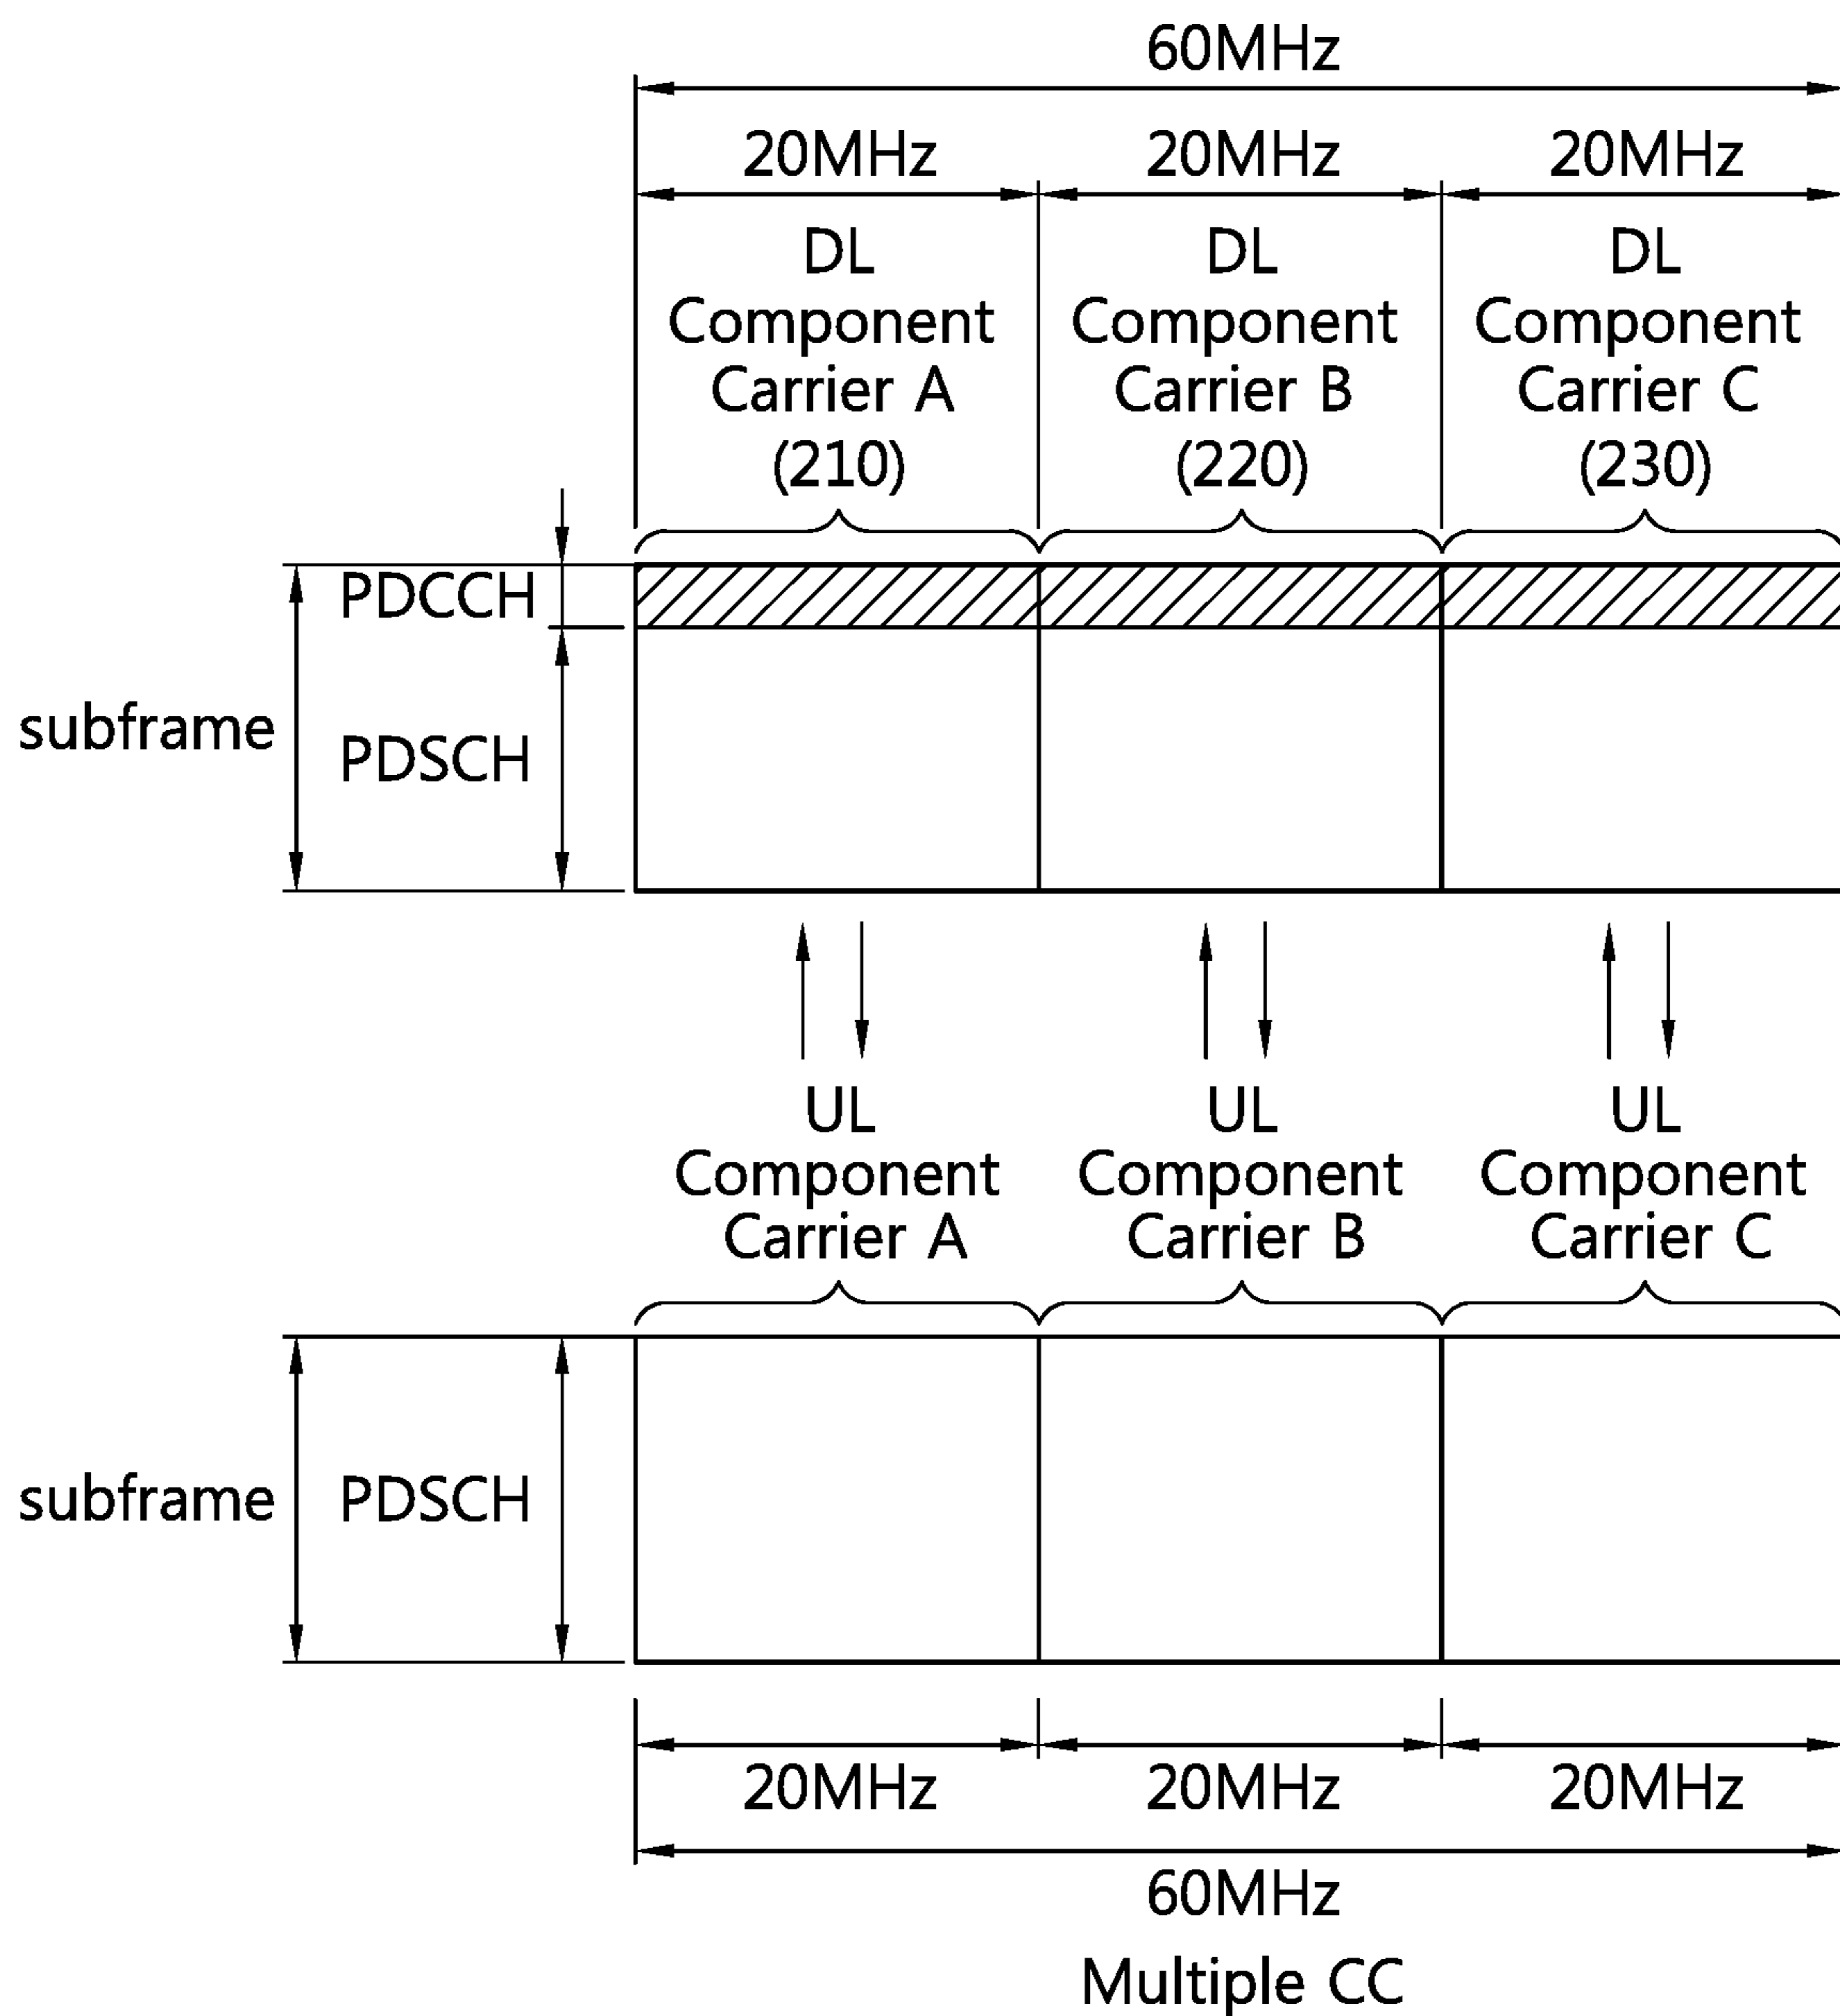 60MHz
20MHz 20MHz 20MHz
DL DL DL
Component Component Component
Carrier A Carrier B Carrier C
(210) (220) (230)
PDCCH
subframe
PDSCH
UL UL UL
Component Component Component
Carrier A Carrier B Carrier C
subframe PDSCH
20MHz 20MHz 20MHz
60MHz
Multiple CC